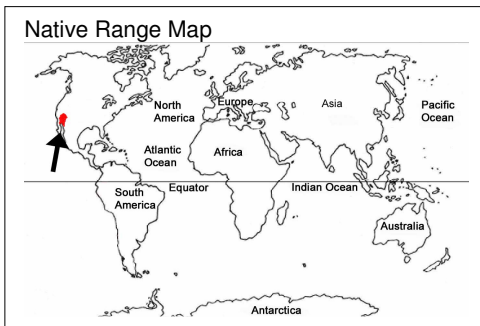 Native Range Map
North
America
Europe
Asia
Pacific
Ocean
Atlantic
Ocean
Africa
South
America
Equator
Indian Ocean
Australia
Antarctica